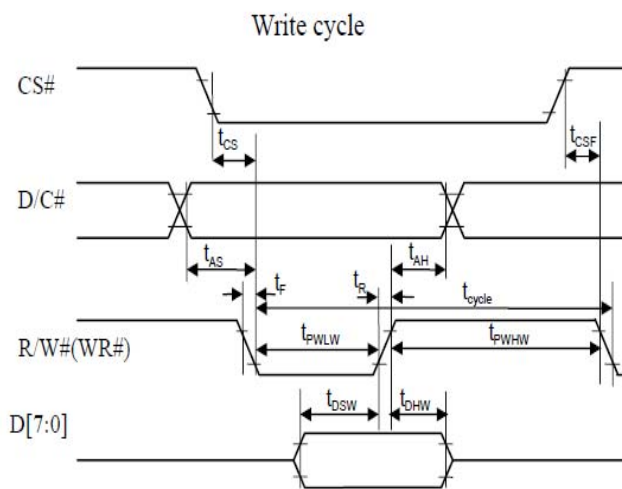 Write cycle
CS#
tCS
tCSF
D/C#
tAS
tF
tR
tAH
tcycle
R/W#(WR#)
tPWLW
tPWHW
D[7:0]
tDSW
tDHW